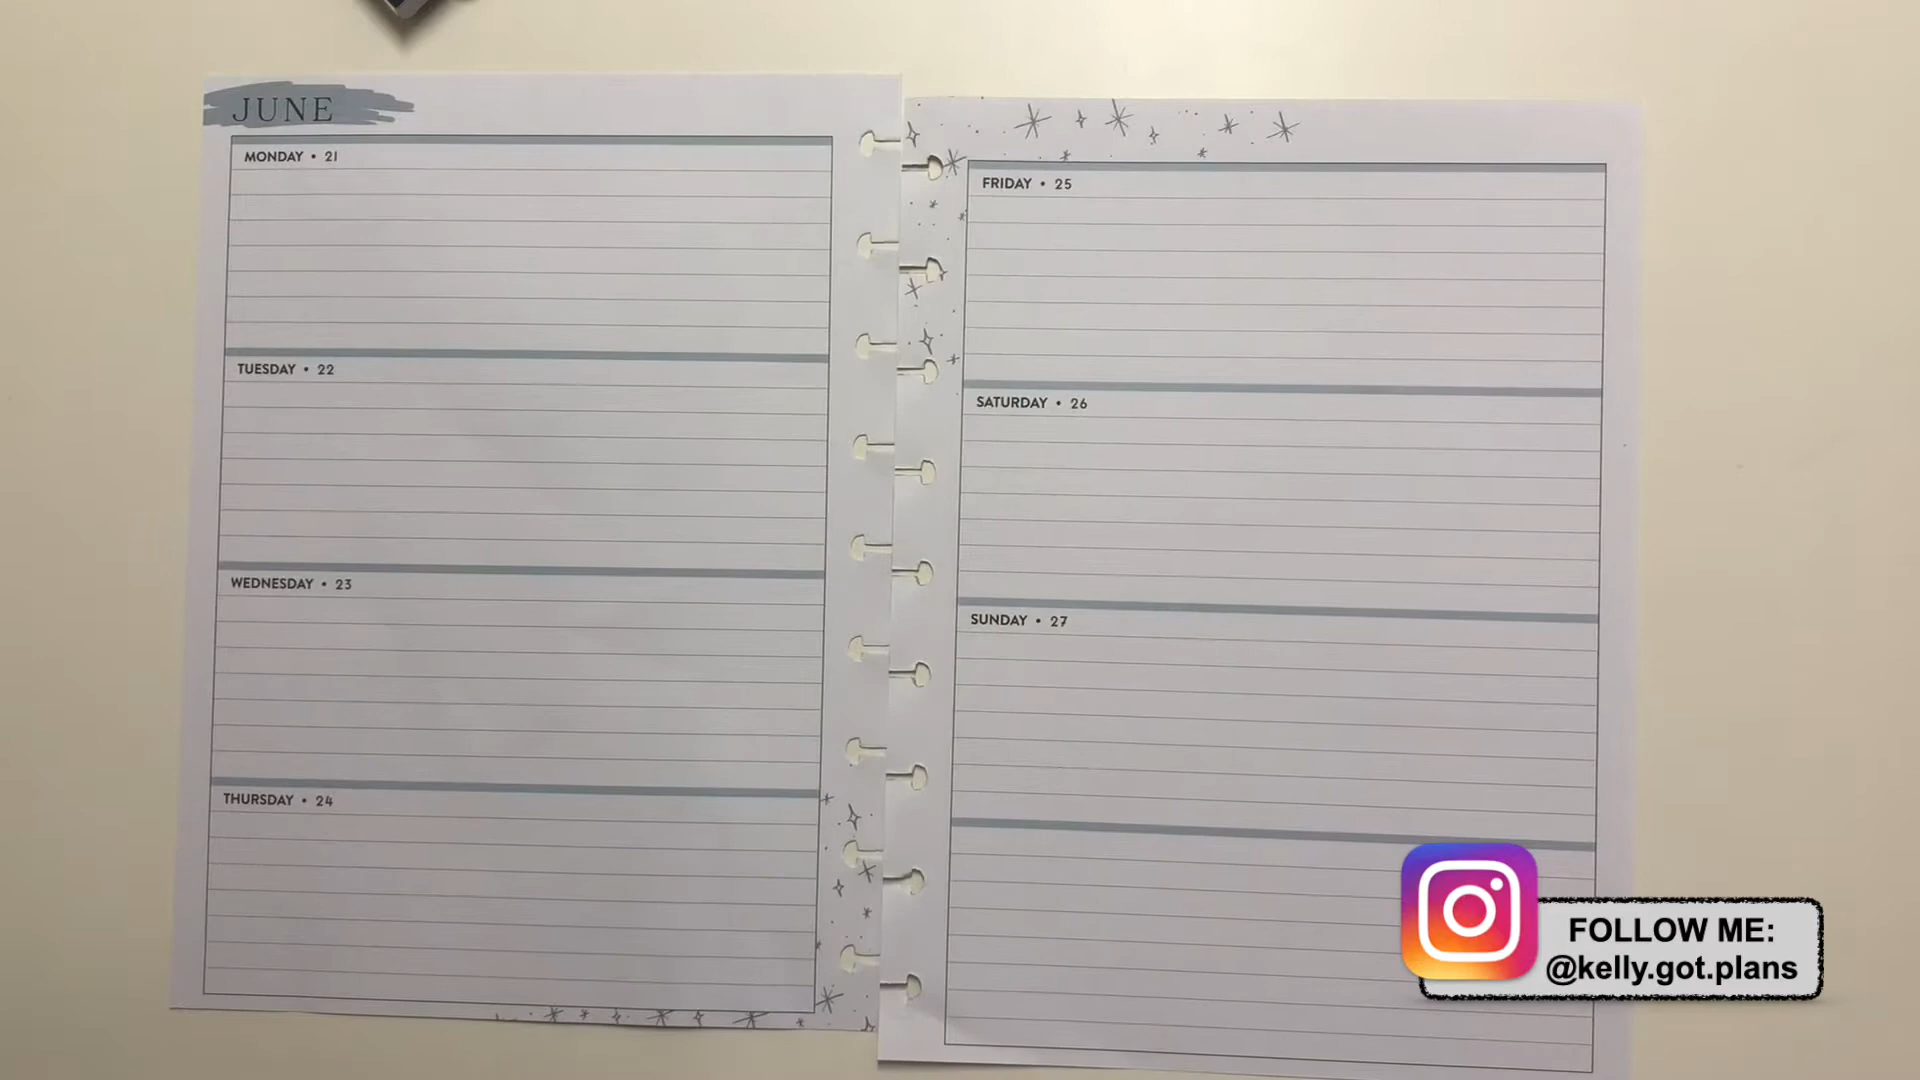 JUNE
MONDAY • 21
TUESDAY • 22
WEDNESDAY • 23
THURSDAY • 24
FRIDAY • 25
SATURDAY • 26
SUNDAY • 27
FOLLOW ME:
@kelly.got.plans